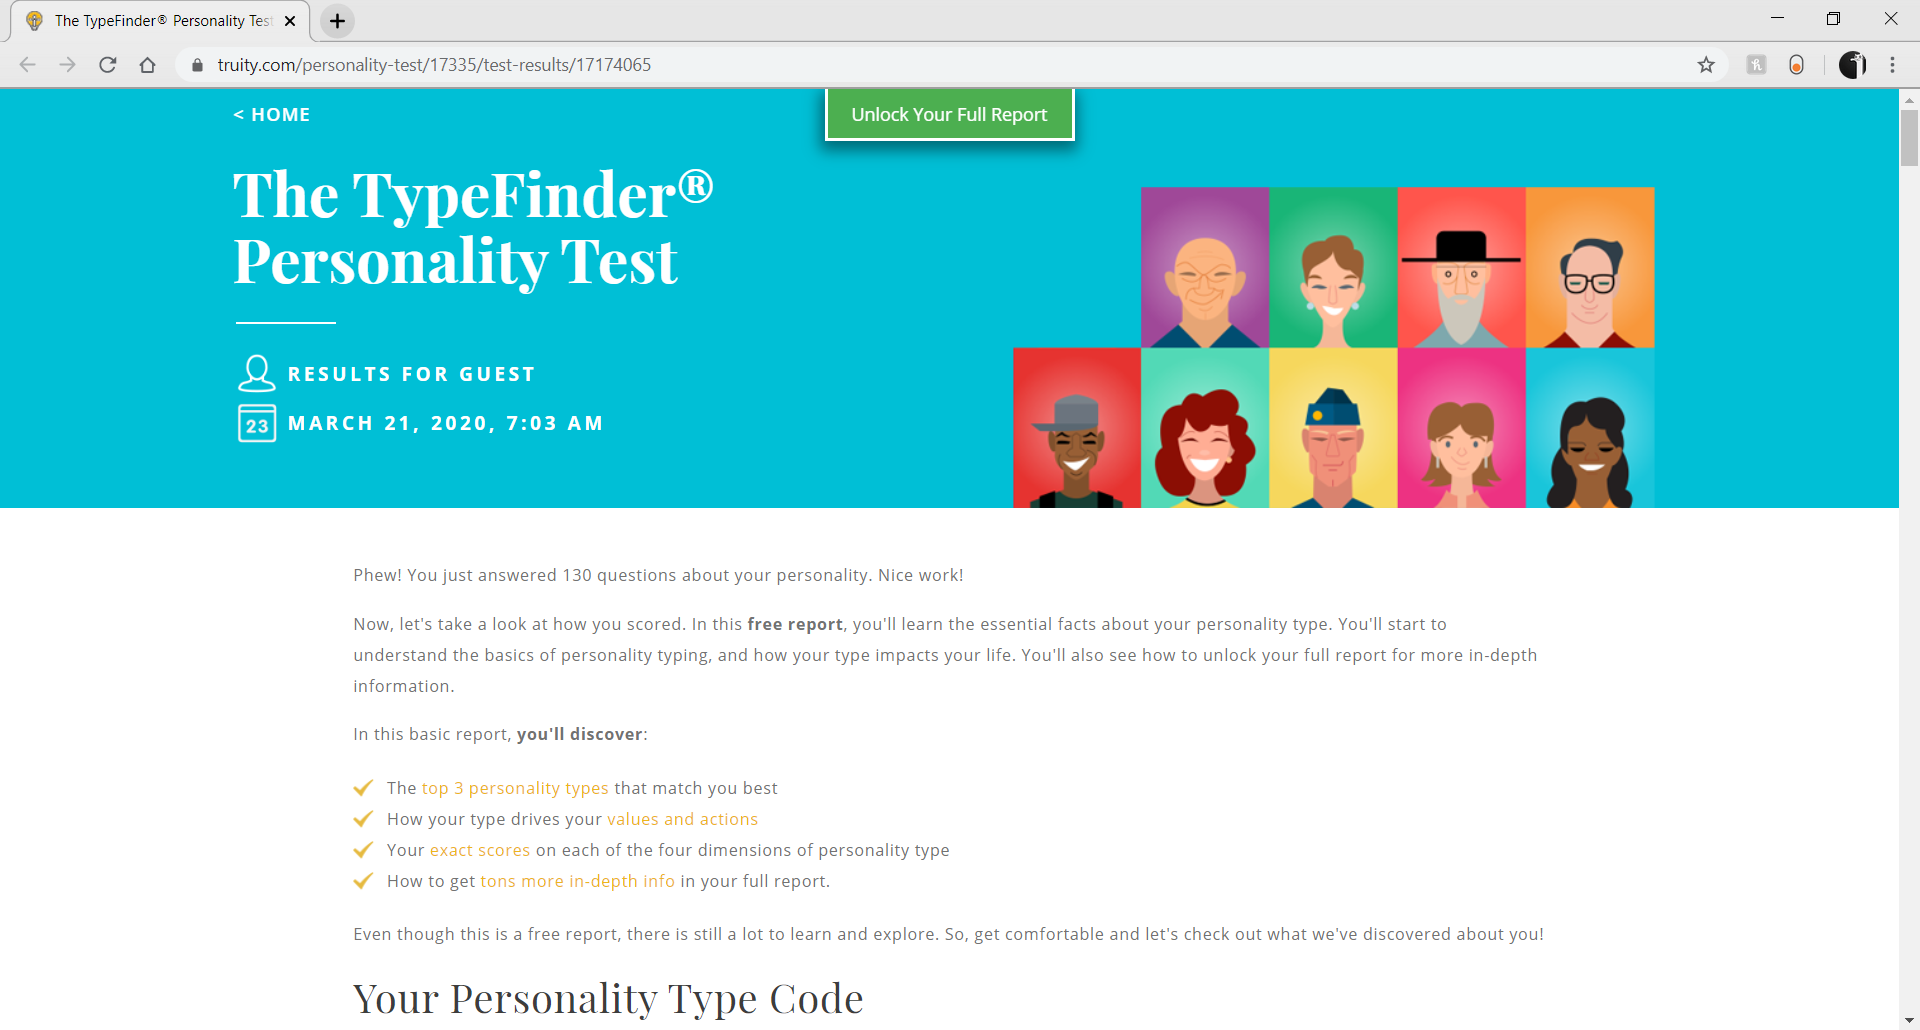 The TypeFinder® Personality Test
truity.com/personality-test/17335/test-results/17174065
< HOME
Unlock Your Full Report
The TypeFinder®
Personality Test
RESULTS FOR GUEST
23
MARCH 21, 2020, 7:03 AM
Phew! You just answered 130 questions about your personality. Nice work!
Now, let's take a look at how you scored. In this free report, you'll learn the essential facts about your personality type. You'll start to
understand the basics of personality typing, and how your type impacts your life. You'll also see how to unlock your full report for more in-depth
information.
In this basic report, you'll discover:
The top 3 personality types that match you best
How your type drives your values and actions
Your exact scores on each of the four dimensions of personality type
How to get tons more in-depth info in your full report.
Even though this is a free report, there is still a lot to learn and explore. So, get comfortable and let's check out what we've discovered about you!
Your Personality Type Code